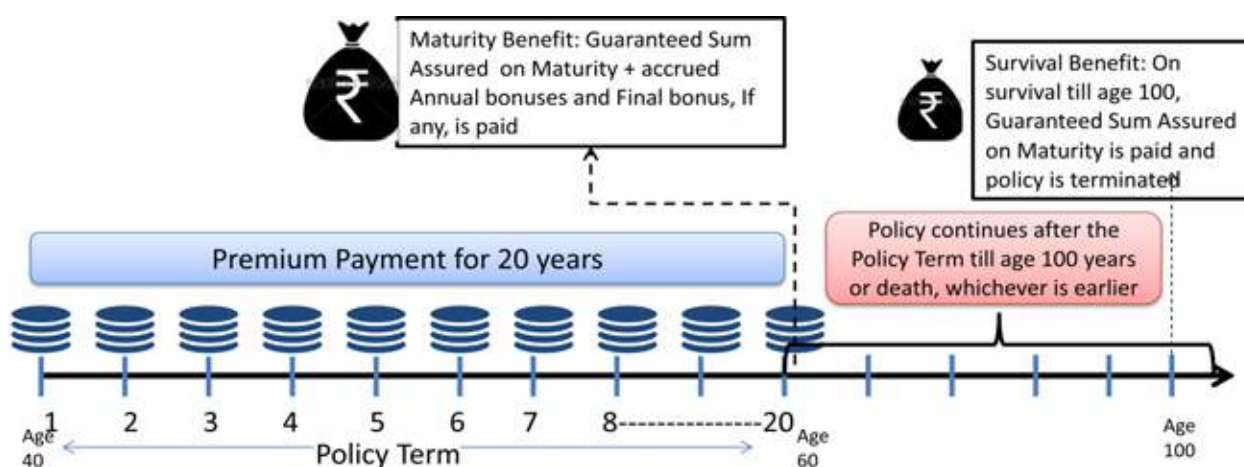 Maturity Benefit: Guaranteed Sum
Assured on Maturity + accrued
Annual bonuses and Final bonus, If
any, is paid
Survival Benefit: On
survival till age 100,
Guaranteed Sum Assured
on Maturity is paid and
policy is terminated
Premium Payment for 20 years
Policy continues after the
Policy Term till age 100 years
or death, whichever is earlier
1 2 3 4 5 6 7 8-----------------20
Age
40
Policy Term
Age
60
Age
100
₹
₹